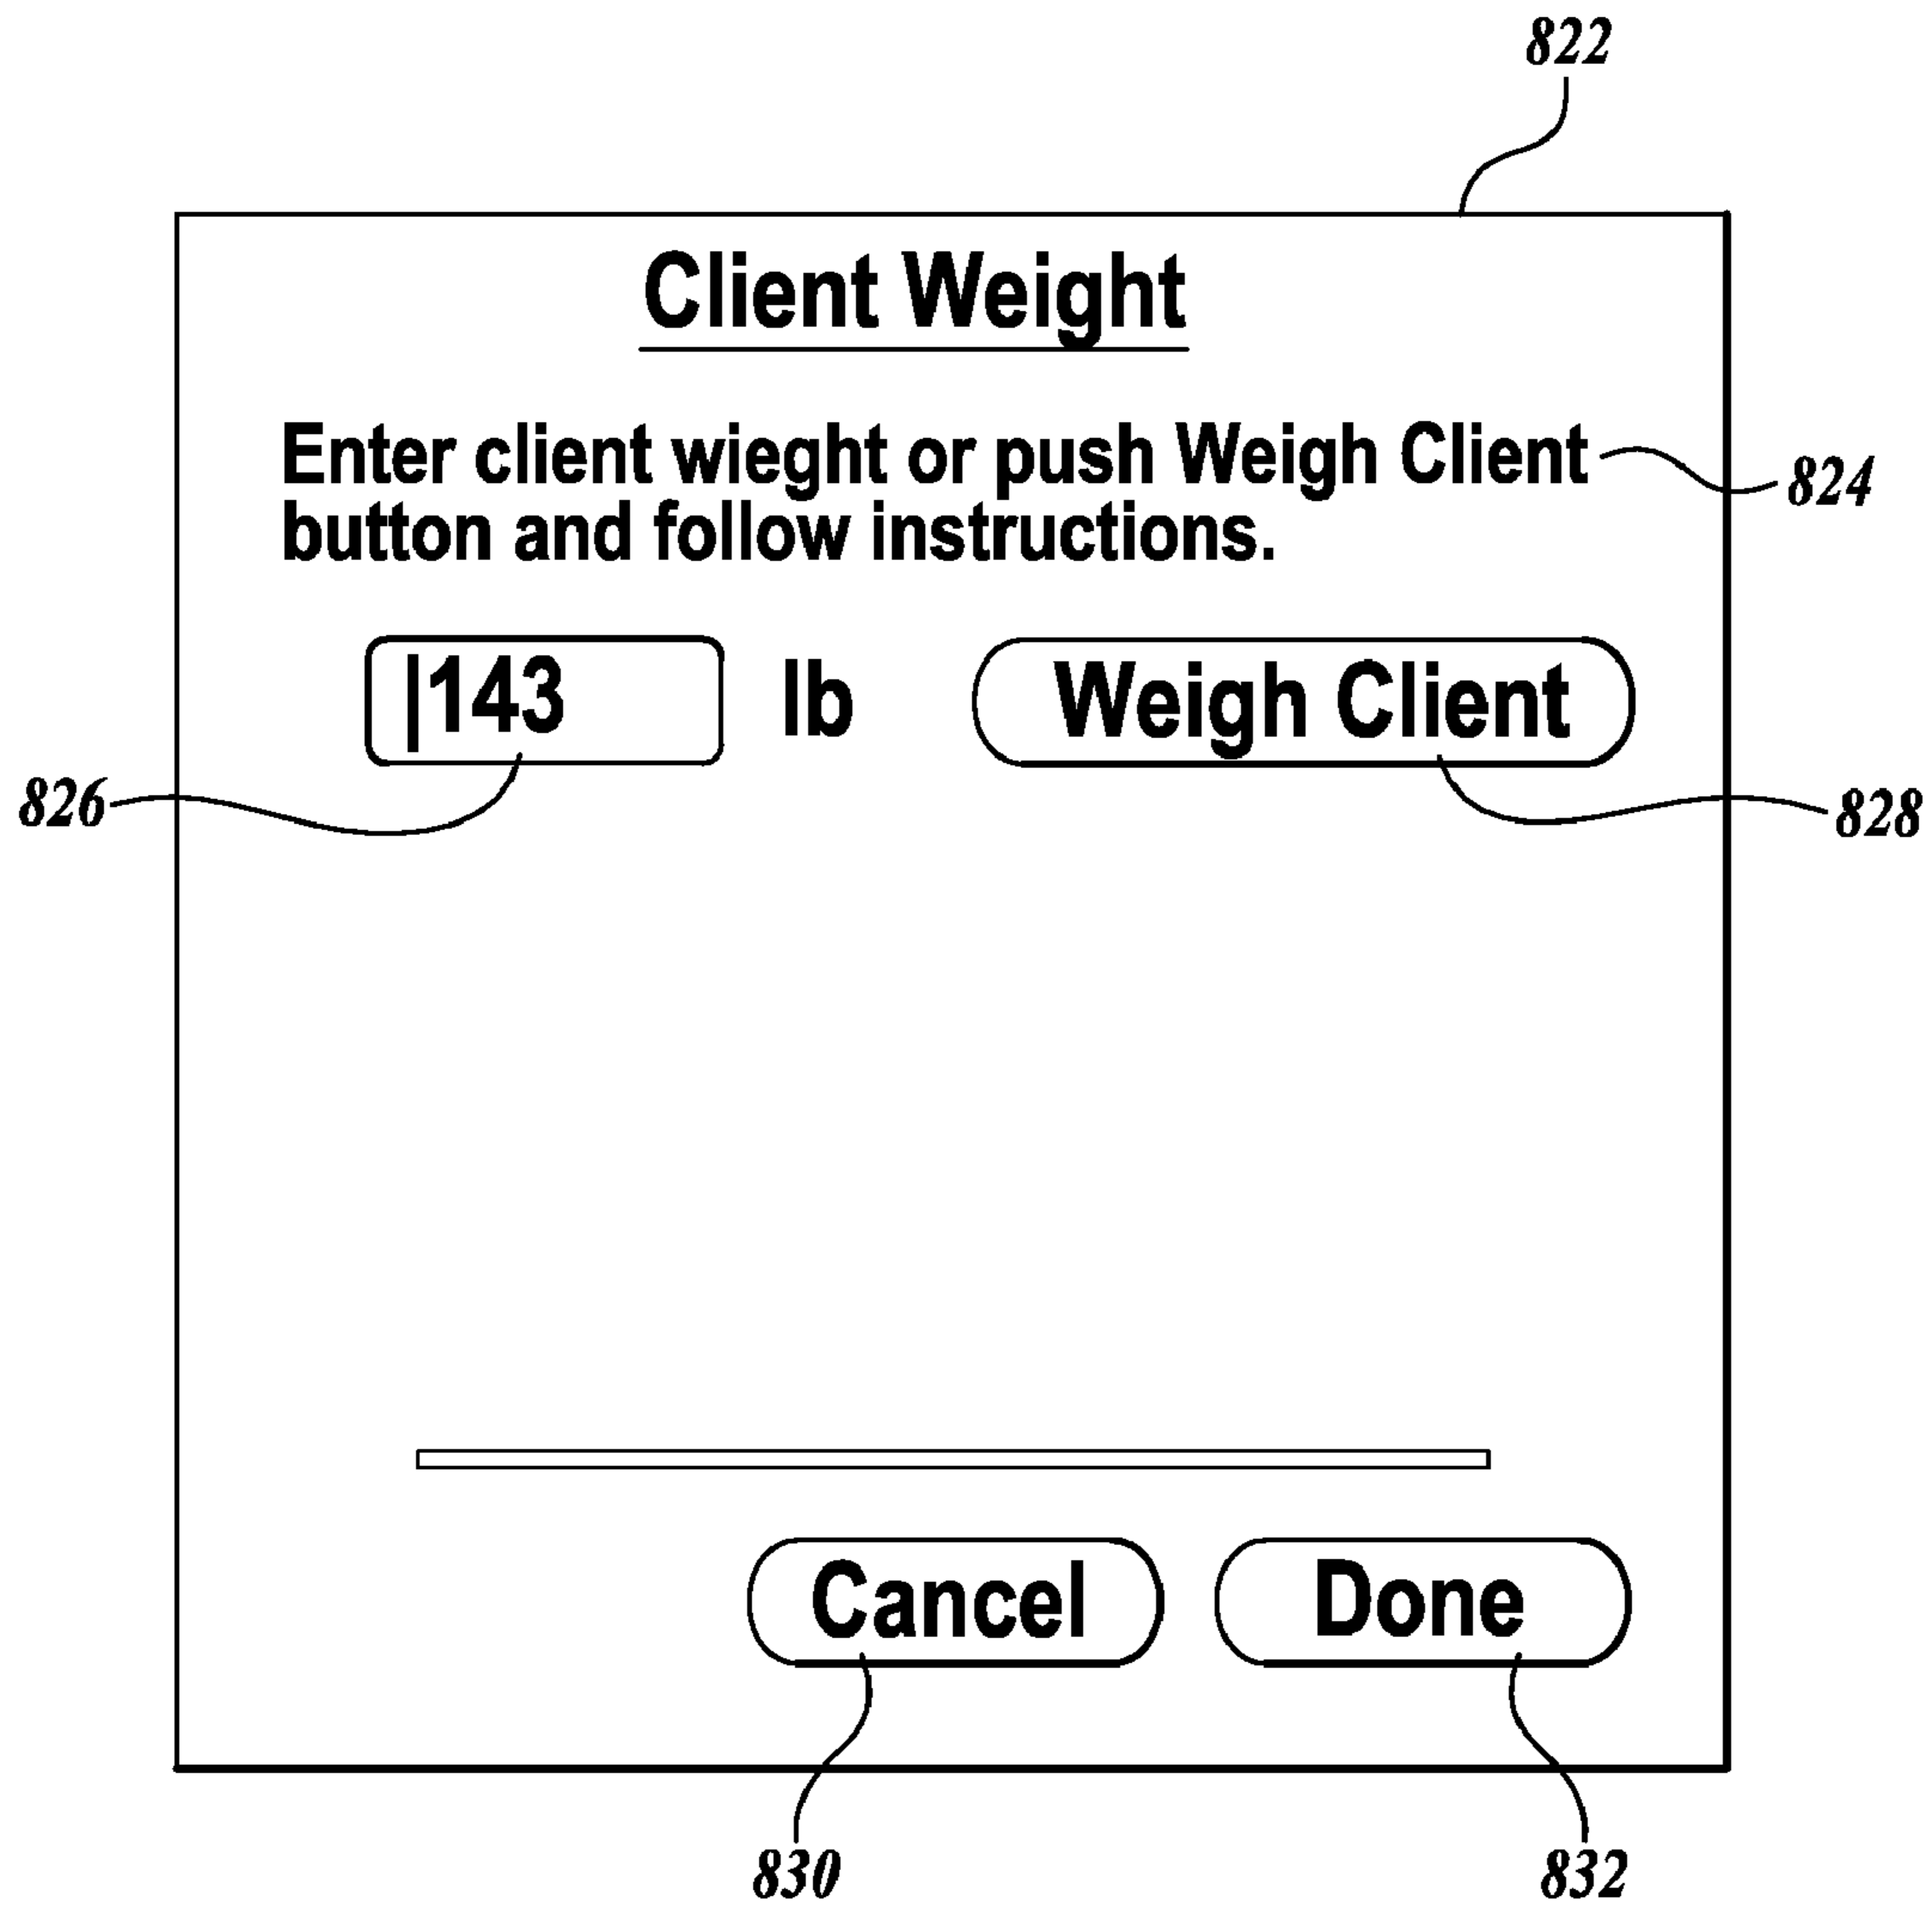 822
Client Weight
Enter client wieght or push Weigh Client
824
button and follow instructions.
|143 lb Weigh Client
826
828
Cancel Done
830 832